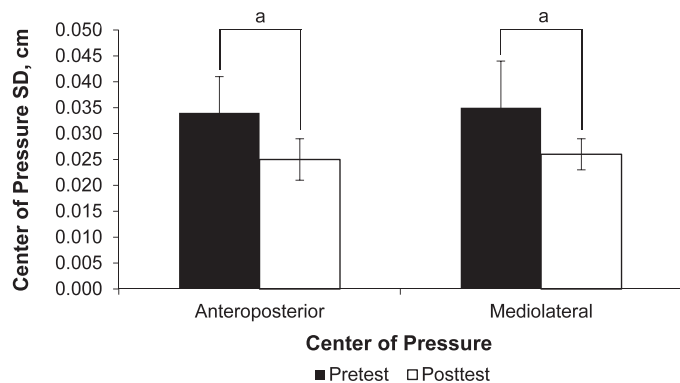 a a
0.050
0.045
0.040
0.035
0.030
0.025
0.020
0.015
0.010
0.005
0.000
Center of Pressure SD, cm
Anteroposterior Mediolateral
Center of Pressure
Pretest Posttest